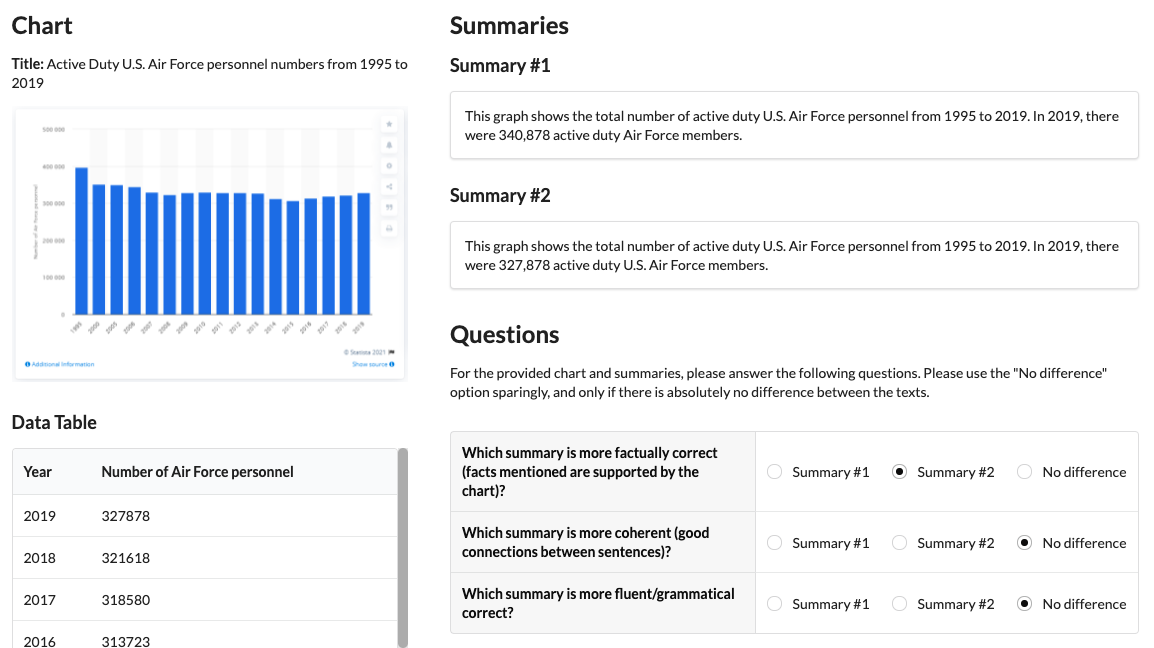 Chart
Title: Active Duty U.S. Air Force personnel numbers from 1995 to
2019
500 000
400 000
300 000
200 000
100 000
0
Number of Air Force personnel
1995 2000 2005 2006 2007 2008 2009 2010 2011 2012 2013 2014 2015 2016 2017 2018 2019
© Statista 2021
Additional Information
Show source
Data Table
Year Number of Air Force personnel
2019 327878
2018 321618
2017 318580
2016 313723
Summaries
Summary #1
This graph shows the total number of active duty U.S. Air Force personnel from 1995 to 2019. In 2019, there
were 340,878 active duty Air Force members.
Summary #2
This graph shows the total number of active duty U.S. Air Force personnel from 1995 to 2019. In 2019, there
were 327,878 active duty U.S. Air Force members.
Questions
For the provided chart and summaries, please answer the following questions. Please use the "No difference"
option sparingly, and only if there is absolutely no difference between the texts.
Which summary is more factually correct
(facts mentioned are supported by the
chart)?
Summary #1 Summary #2 No difference
Which summary is more coherent (good
connections between sentences)?
Summary #1 Summary #2 No difference
Which summary is more fluent/grammatical
correct?
Summary #1 Summary #2 No difference